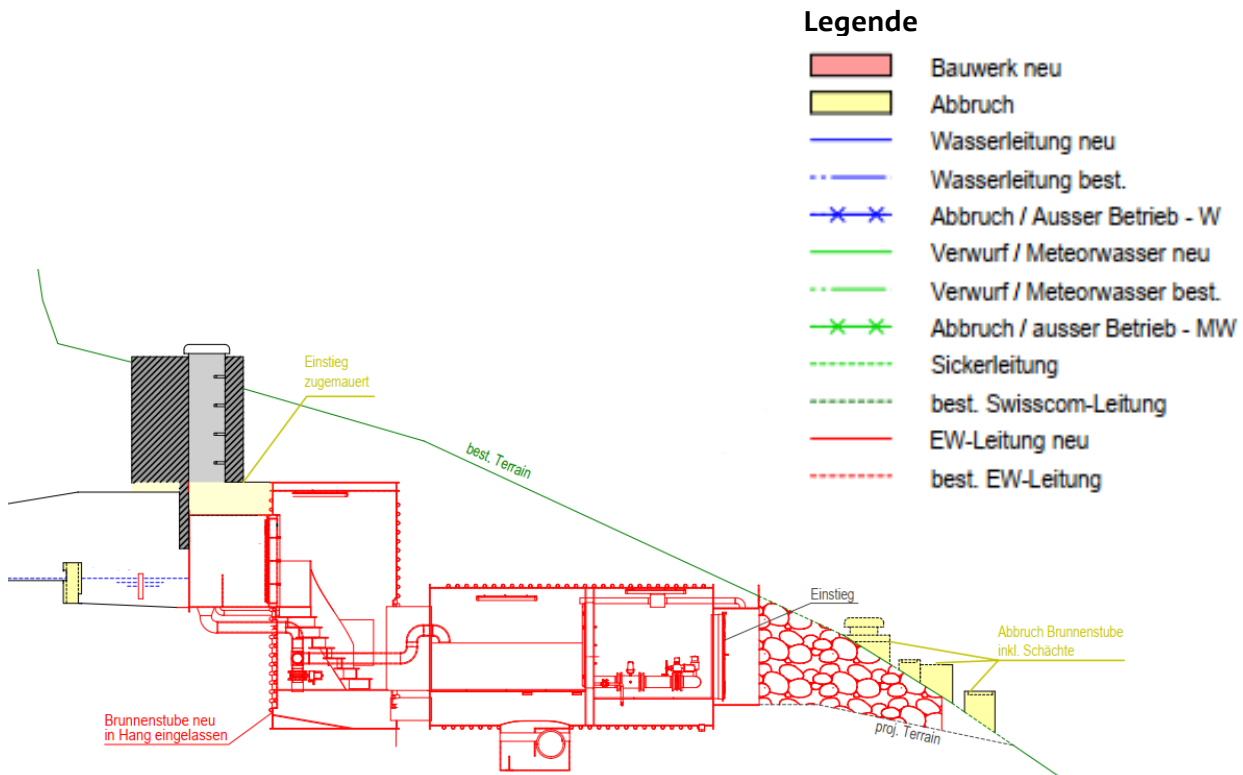 Legende
Bauwerk neu
Abbruch
Wasserleitung neu
Wasserleitung best.
Abbruch / Ausser Betrieb - W
Verwurf / Meteorwasser neu
Verwurf / Meteorwasser best.
Abbruch / ausser Betrieb - MW
Sickerleitung
best. Swisscom-Leitung
EW-Leitung neu
best. EW-Leitung
Einstieg
zugemauert
best. Terrain
Einstieg
Abbruch Brunnenstube
inkl. Schächte
Brunnenstube neu
in Hang eingelassen
proj. Terrain